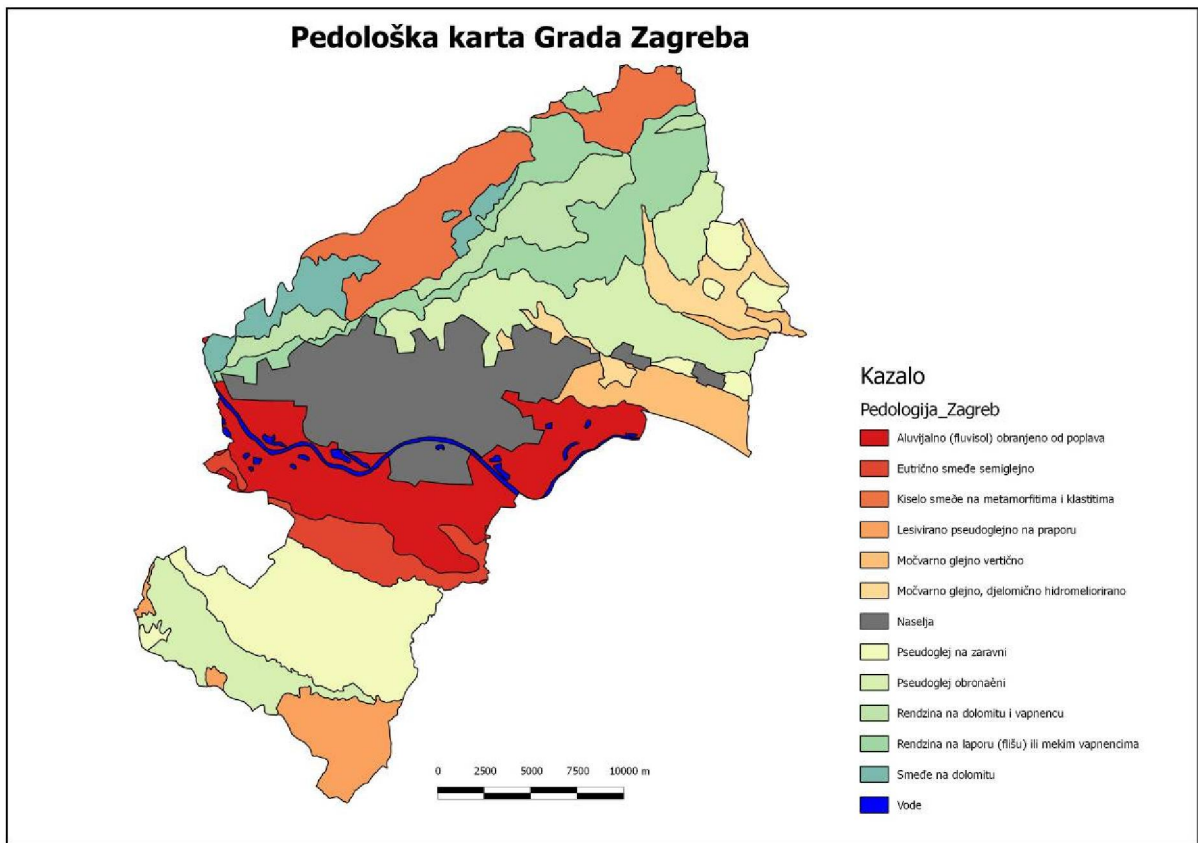 Pedološka karta Grada Zagreba
Kazalo
Pedologija_Zagreb
Aluvijalno (fluvisol) obranjeno od poplava
Eutrično smeđe semiglejno
Kiselo smeđe na metamorfitima i klastitima
Lesivirano pseudoglejno na praporu
Močvarno glejno vertično
Močvarno glejno, djelomično hidromeliorirano
Naselja
Pseudoglej na zaravni
Pseudoglej obronaèni
Rendzina na dolomitu i vapnencu
Rendzina na laporu (flišu) ili mekim vapnencima
Smeđe na dolomitu
Vode
0 2500 5000 7500 10000 m